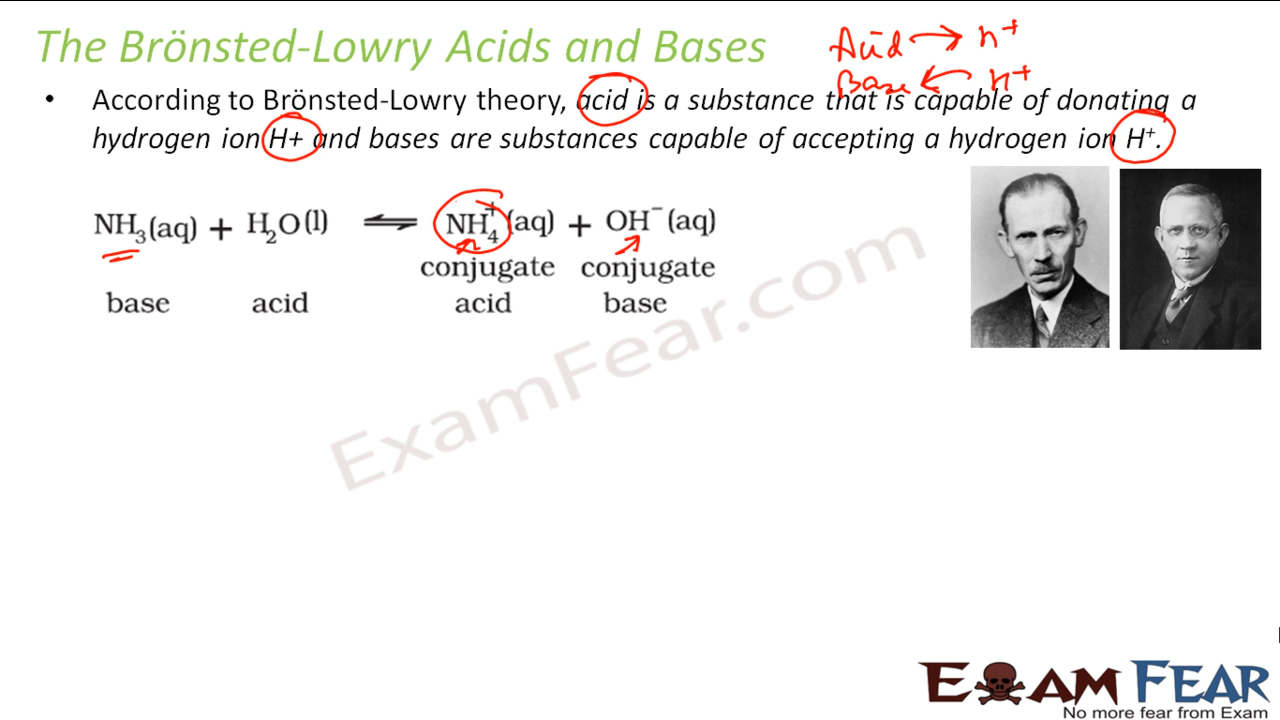 The Brönsted-Lowry Acids and Bases
Acid → H+
Base ← H+
• According to Brönsted-Lowry theory, acid is a substance that is capable of donating a
hydrogen ion H+ and bases are substances capable of accepting a hydrogen ion H⁺.
NH₃(aq) + H₂O(l) ⇌ NH₄⁺(aq) + OH⁻(aq)
conjugate conjugate
base acid acid base
ExamFear.com
EXAM FEAR
No more fear from Exam